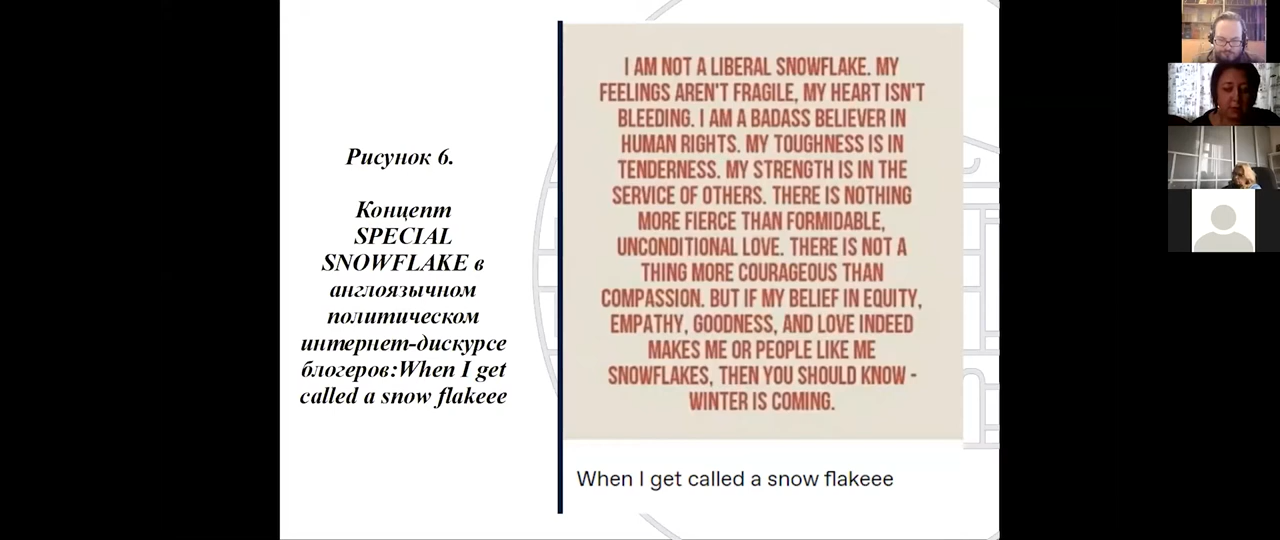 Рисунок 6.
Концепт
SPECIAL
SNOWFLAKE в
англоязычном
политическом
интернет-дискурсе
блогеров:When I get
called a snow flakeee
I AM NOT A LIBERAL SNOWFLAKE. MY
FEELINGS AREN'T FRAGILE, MY HEART ISN'T
BLEEDING. I AM A BADASS BELIEVER IN
HUMAN RIGHTS. MY TOUGHNESS IS IN
TENDERNESS. MY STRENGTH IS IN THE
SERVICE OF OTHERS. THERE IS NOTHING
MORE FIERCE THAN FORMIDABLE,
UNCONDITIONAL LOVE. THERE IS NOT A
THING MORE COURAGEOUS THAN
COMPASSION. BUT IF MY BELIEF IN EQUITY,
EMPATHY, GOODNESS, AND LOVE INDEED
MAKES ME OR PEOPLE LIKE ME
SNOWFLAKES, THEN YOU SHOULD KNOW -
WINTER IS COMING.
When I get called a snow flakeee